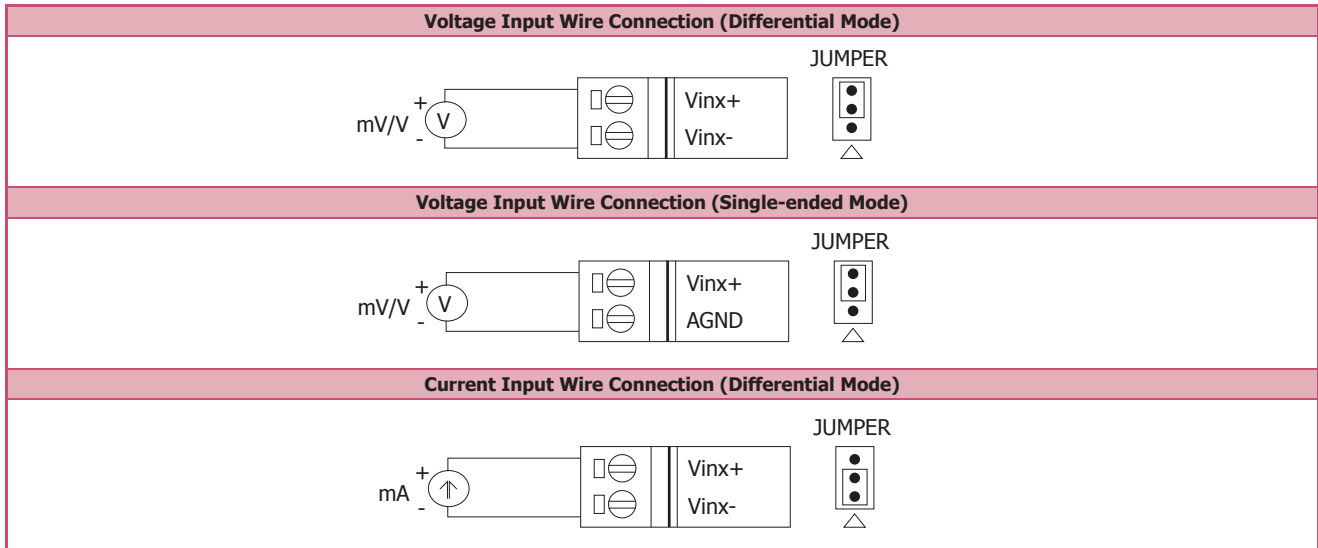 Voltage Input Wire Connection (Differential Mode)
JUMPER
+
mV/V
V
-
Vinx+
Vinx-
Voltage Input Wire Connection (Single-ended Mode)
JUMPER
+
mV/V
V
-
Vinx+
AGND
Current Input Wire Connection (Differential Mode)
JUMPER
+
mA
-
Vinx+
Vinx-